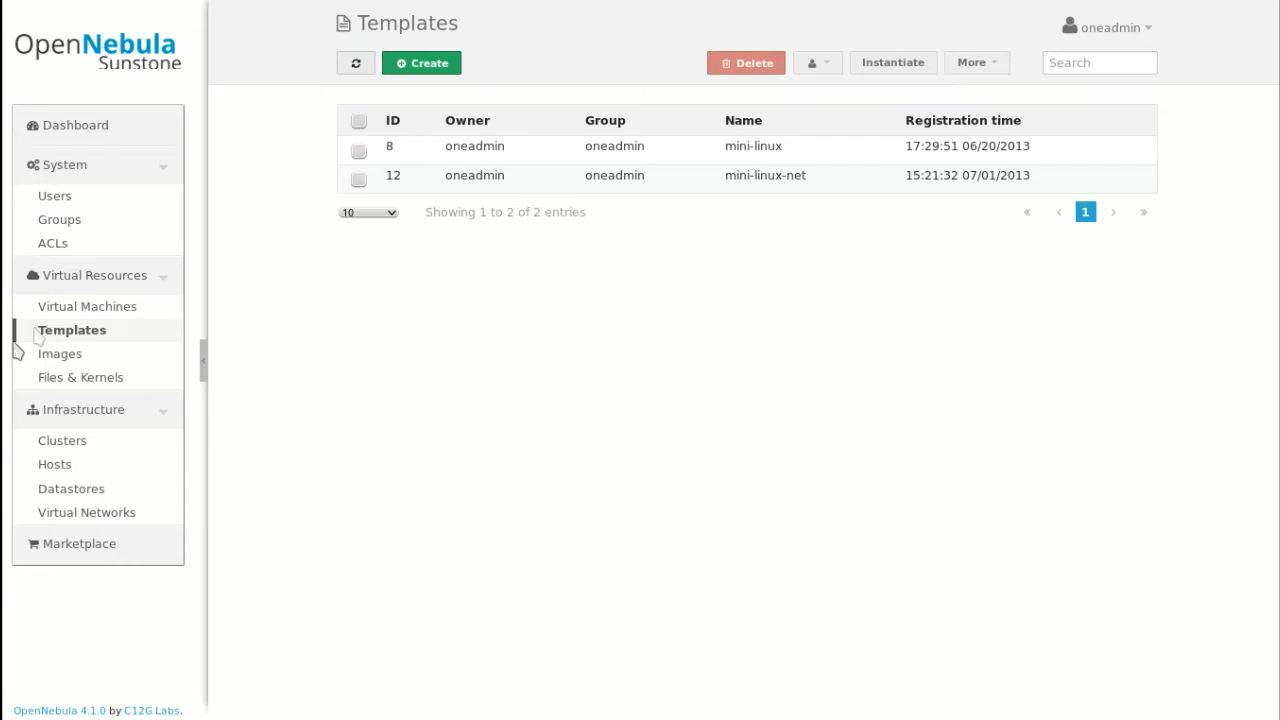 OpenNebula
Sunstone
Dashboard
System
Users
Groups
ACLs
Virtual Resources
Virtual Machines
Templates
Images
Files & Kernels
Infrastructure
Clusters
Hosts
Datastores
Virtual Networks
Marketplace
OpenNebula 4.1.0 by C12G Labs.
Templates
oneadmin
Create Delete Instantiate More Search
ID Owner Group Name Registration time
8 oneadmin oneadmin mini-linux 17:29:51 06/20/2013
12 oneadmin oneadmin mini-linux-net 15:21:32 07/01/2013
10 Showing 1 to 2 of 2 entries « ‹ 1 › »